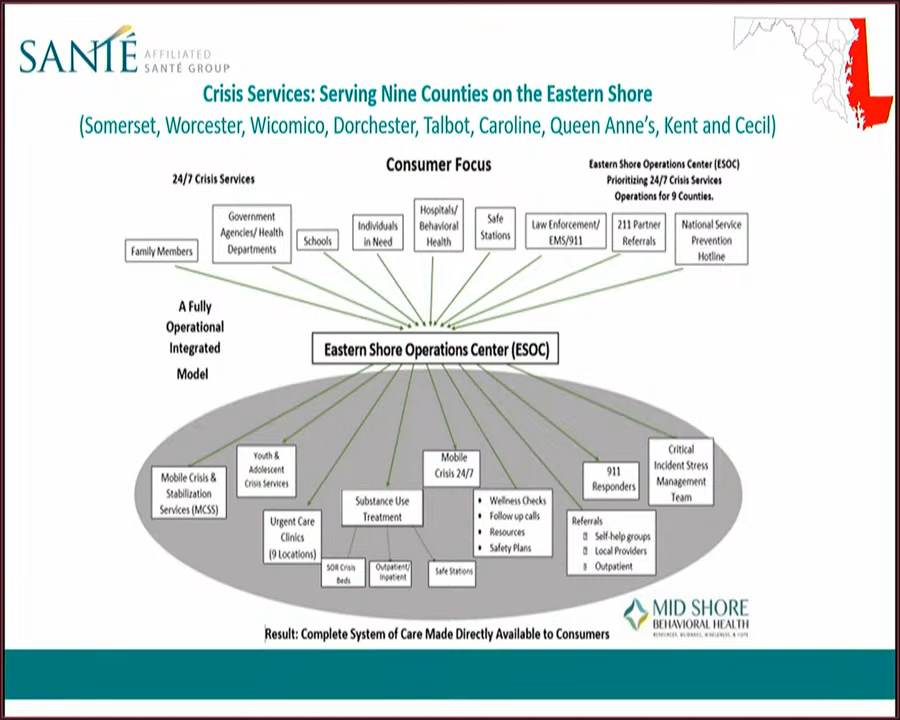 SANTÉ AFFILIATED
SANTÉ GROUP
Crisis Services: Serving Nine Counties on the Eastern Shore
(Somerset, Worcester, Wicomico, Dorchester, Talbot, Caroline, Queen Anne's, Kent and Cecil)
24/7 Crisis Services
Consumer Focus
Eastern Shore Operations Center (ESOC)
Prioritizing 24/7 Crisis Services
Operations for 9 Counties.
Family Members
Government
Agencies/ Health
Departments
Schools
Individuals
in Need
Hospitals/
Behavioral
Health
Safe
Stations
Law Enforcement/
EMS/911
211 Partner
Referrals
National Service
Prevention
Hotline
A Fully
Operational
Integrated
Model
Eastern Shore Operations Center (ESOC)
Mobile Crisis &
Stabilization
Services (MCSS)
Youth &
Adolescent
Crisis Services
Urgent Care
Clinics
(9 Locations)
Substance Use
Treatment
SOR Crisis
Beds
Outpatient/
Inpatient
Safe Stations
Mobile
Crisis 24/7
• Wellness Checks
• Follow up calls
• Resources
• Safety Plans
Referrals
Self-help groups
Local Providers
Outpatient
911
Responders
Critical
Incident Stress
Management
Team
MID SHORE
BEHAVIORAL HEALTH
Result: Complete System of Care Made Directly Available to Consumers